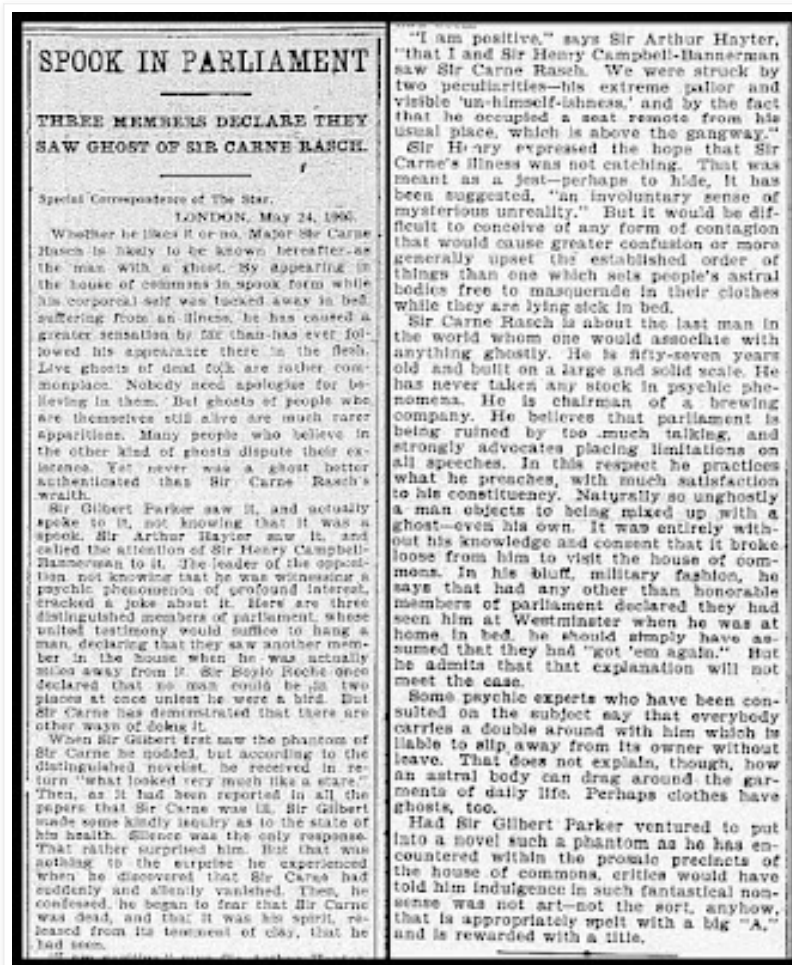 SPOOK IN PARLIAMENT
THREE MEMBERS DECLARE THEY
SAW GHOST OF SIR CARNE RASCH.
Special Correspondence of The Star.
LONDON, May 24, 1905.
Whether he likes it or no, Major Sir Carne
Rasch is likely to be known hereafter as
the man with a ghost. By appearing in
the house of commons in spook form while
his corporeal self was tucked away in bed,
suffering from an illness, he has caused a
greater sensation by far than has ever fol-
lowed his appearance there in the flesh.
Live ghosts of dead folk are rather com-
monplace. Nobody need apologise for be-
lieving in them. But ghosts of people who
are themselves still alive are much rarer
apparitions. Many people who believe in
the other kind of ghosts dispute their ex-
istence. Yet never was a ghost better
authenticated than Sir Carne Rasch's
wraith.
Sir Gilbert Parker saw it, and actually
spoke to it, not knowing that it was a
spook. Sir Arthur Hayter saw it, and
called the attention of Sir Henry Campbell-
Bannerman to it. The leader of the opposi-
tion, not knowing that he was witnessing a
psychic phenomenon of profound interest,
cracked a joke about it. Here are three
distinguished members of parliament, whose
united testimony would suffice to hang a
man, declaring that they saw another mem-
ber in the house when he was actually
miles away from it. Sir Boyle Roche once
declared that no man could be in two
places at once unless he were a bird. But
Sir Carne has demonstrated that there are
other ways of doing it.
When Sir Gilbert first saw the phantom of
Sir Carne he nodded, but according to the
distinguished novelist, he received in re-
turn "what looked very much like a stare."
Then, as it had been reported in all the
papers that Sir Carne was ill, Sir Gilbert
made some kindly inquiry as to the state of
his health. Silence was the only response.
That rather surprised him. But that was
nothing to the surprise he experienced
when he discovered that Sir Carne had
suddenly and silently vanished. Then, he
confessed, he began to fear that Sir Carne
was dead, and that it was his spirit, re-
leased from its tenement of clay, that he
had seen.
"I am positive," says Sir Arthur Hayter,
"that I and Sir Henry Campbell-Bannerman
saw Sir Carne Rasch. We were struck by
two peculiarities—his extreme pallor and
visible 'un-himself-ishness,' and by the fact
that he occupied a seat remote from his
usual place, which is above the gangway."
Sir Henry expressed the hope that Sir
Carne's illness was not catching. That was
meant as a jest—perhaps to hide, it has
been suggested, "an involuntary sense of
mysterious unreality." But it would be dif-
ficult to conceive of any form of contagion
that would cause greater confusion or more
generally upset the established order of
things than one which sets people's astral
bodies free to masquerade in their clothes
while they are lying sick in bed.
Sir Carne Rasch is about the last man in
the world whom one would associate with
anything ghostly. He is fifty-seven years
old and built on a large and solid scale. He
has never taken any stock in psychic phe-
nomena. He is chairman of a brewing
company. He believes that parliament is
being ruined by too much talking, and
strongly advocates placing limitations on
all speeches. In this respect he practices
what he preaches, with much satisfaction
to his constituency. Naturally so unghostly
a man objects to being mixed up with a
ghost—even his own. It was entirely with-
out his knowledge and consent that it broke
loose from him to visit the house of com-
mons. In his bluff, military fashion, he
says that had any other than honorable
members of parliament declared they had
seen him at Westminster when he was at
home in bed, he should simply have as-
sumed that they had "got 'em again." But
he admits that that explanation will not
meet the case.
Some psychic experts who have been con-
sulted on the subject say that everybody
carries a double around with him which is
liable to slip away from its owner without
leave. That does not explain, though, how
an astral body can drag around the gar-
ments of daily life. Perhaps clothes have
ghosts, too.
Had Sir Gilbert Parker ventured to put
into a novel such a phantom as he has en-
countered within the prosaic precincts of
the house of commons, critics would have
told him indulgence in such fantastical non-
sense was not art—not the sort, anyhow,
that is appropriately spelt with a big "A,"
and is rewarded with a title.